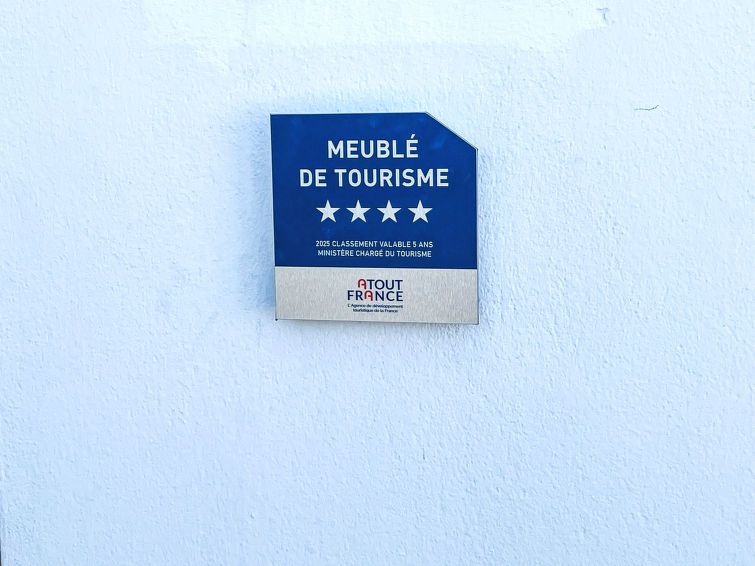 MEUBLÉ
DE TOURISME
2025 CLASSEMENT VALABLE 5 ANS
MINISTÈRE CHARGÉ DU TOURISME
ATOUT
FRANCE
L'Agence de développement
touristique de la France